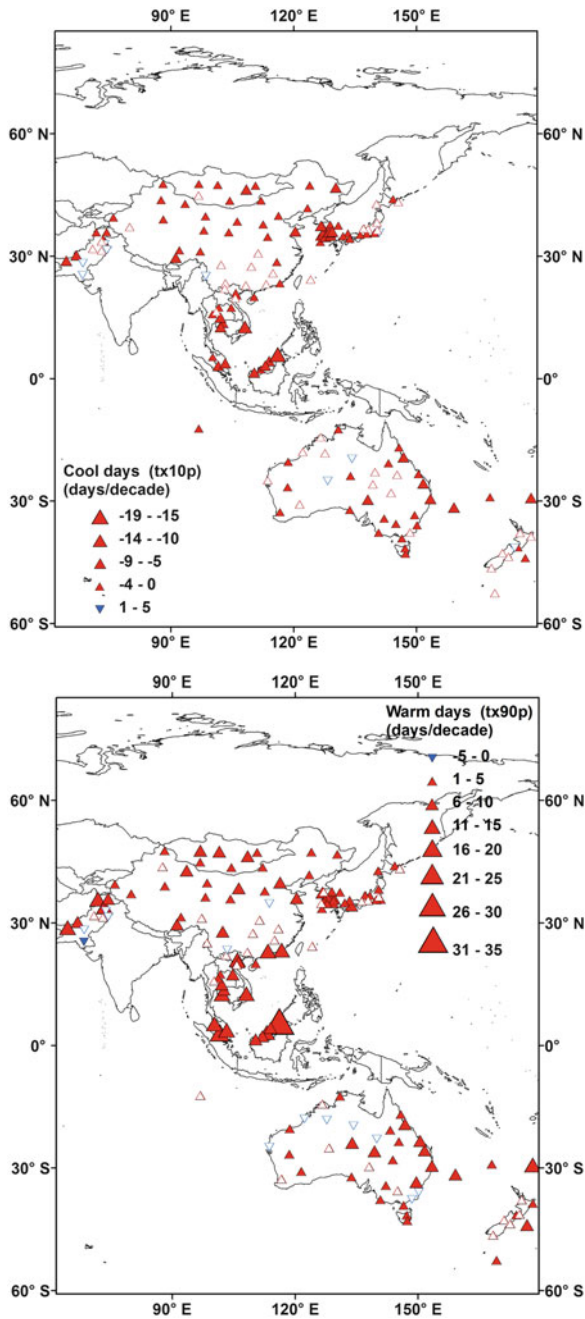 90° E 120° E 150° E
60° N 60° N
30° N 30° N
0° 0°
Cool days (tx10p)
(days/decade)
-19 - -15
-14 - -10
-9 - -5
-4 - 0
1 - 5
30° S 30° S
60° S 60° S
90° E 120° E 150° E
90° E 120° E 150° E
Warm days (tx90p)
(days/decade)
-5 - 0
1 - 5
6 - 10
11 - 15
16 - 20
21 - 25
26 - 30
31 - 35
60° N 60° N
30° N 30° N
0° 0°
30° S 30° S
60° S 60° S
90° E 120° E 150° E